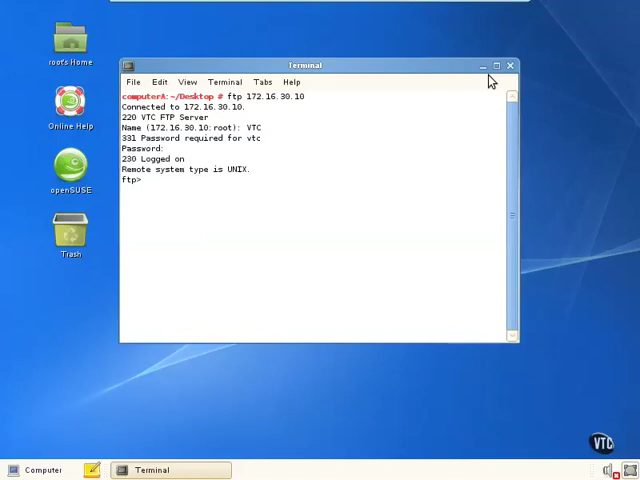 root's Home
Online Help
openSUSE
Trash
Terminal
File Edit View Terminal Tabs Help
computerA:~/Desktop # ftp 172.16.30.10
Connected to 172.16.30.10.
220 VTC FTP Server
Name (172.16.30.10:root): VTC
331 Password required for vtc
Password:
230 Logged on
Remote system type is UNIX.
ftp>
VTC
Computer
Terminal